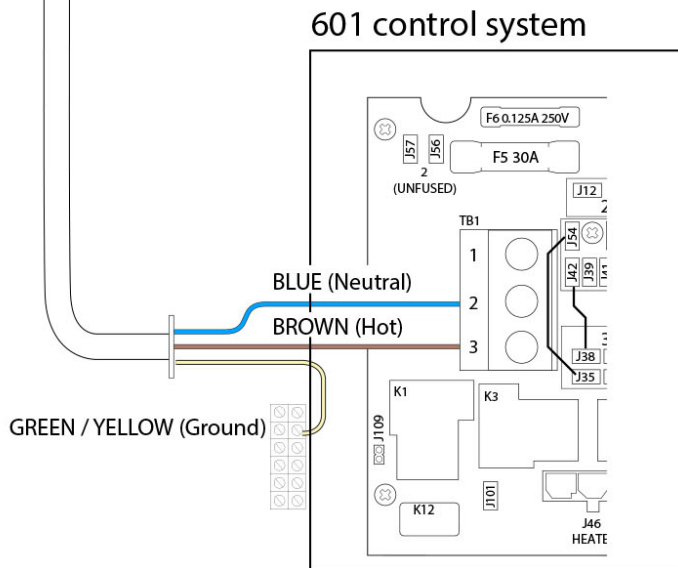 601 control system
F6 0.125A 250V
J57
J56
F5 30A
2
(UNFUSED)
J12
2
TB1
J54
1
J42
J39
J41
BLUE (Neutral)
2
BROWN (Hot)
3
3
J38
J35
K1
K3
GREEN / YELLOW (Ground)
J109
J101
K12
J46
HEATE